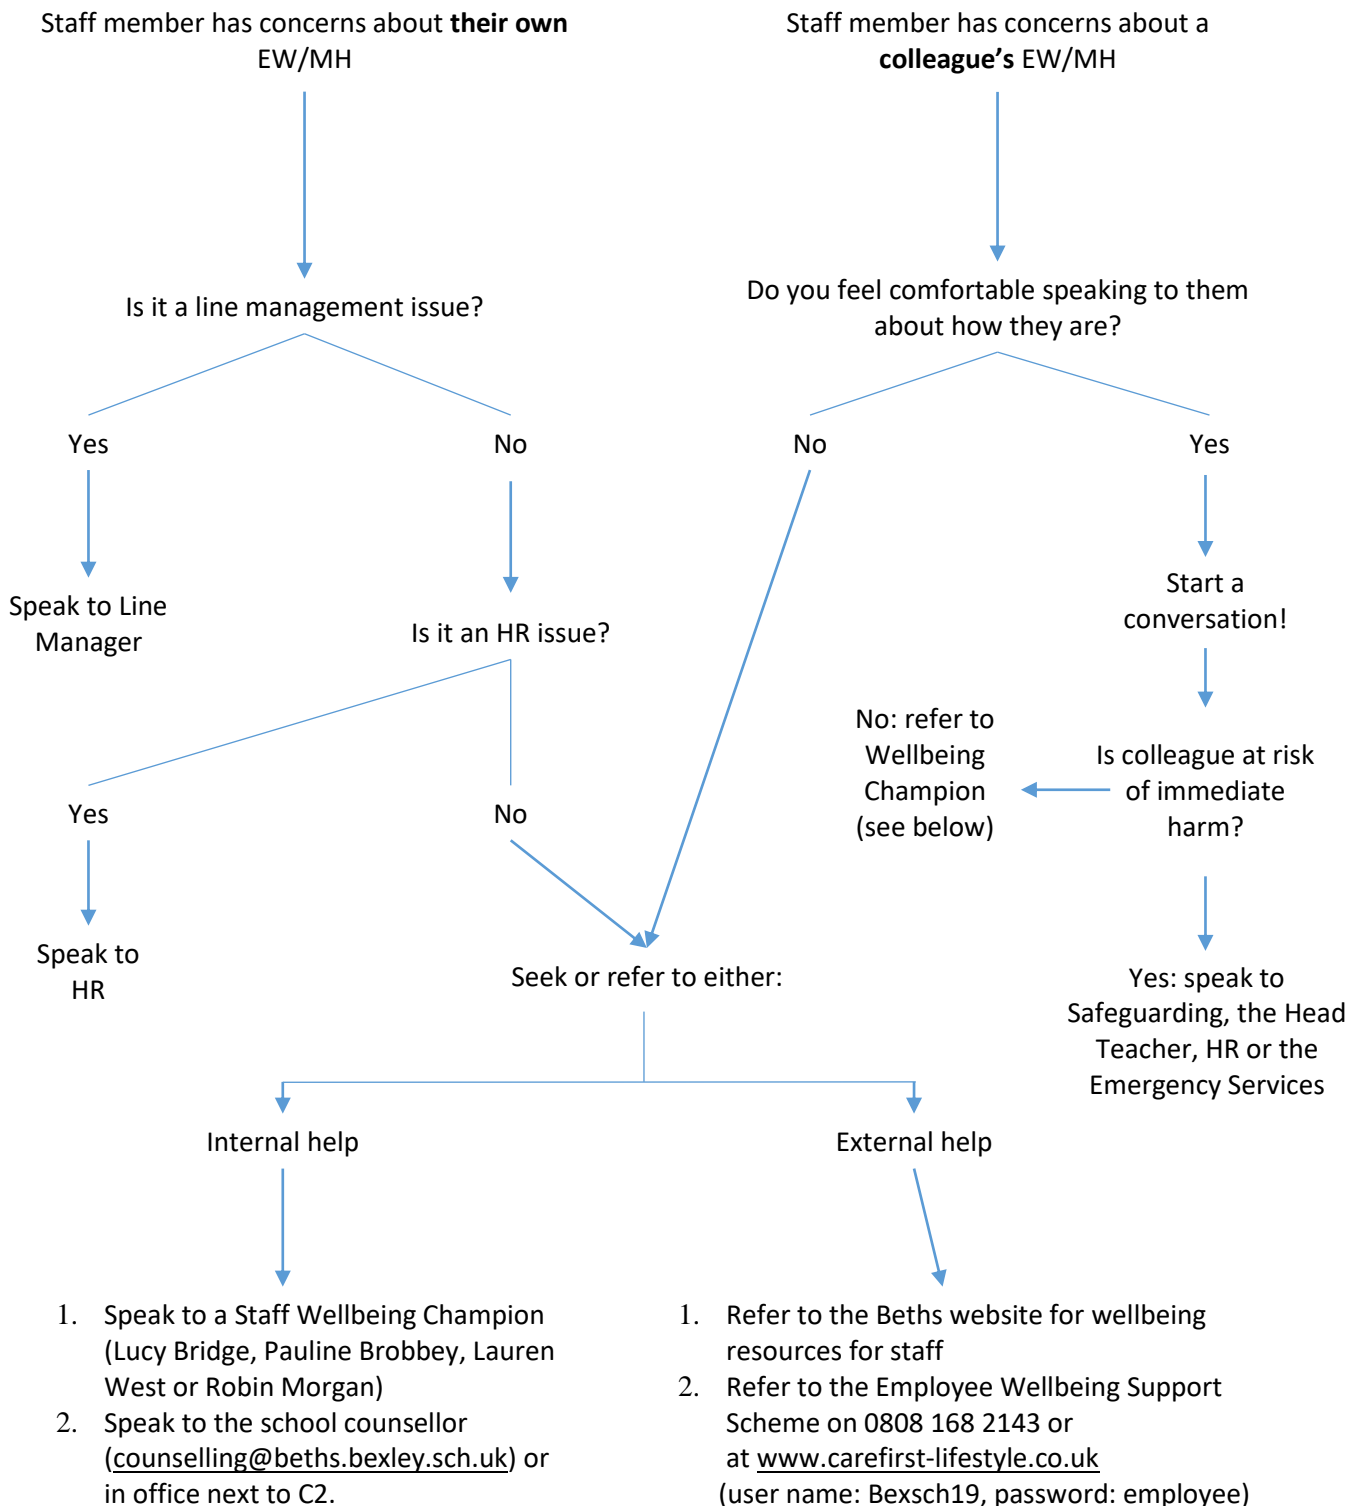 Staff member has concerns about their own
EW/MH
Staff member has concerns about a
colleague’s EW/MH
Is it a line management issue?
Do you feel comfortable speaking to them
about how they are?
Yes
No
No
Yes
Speak to Line
Manager
Is it an HR issue?
Start a
conversation!
No: refer to
Wellbeing
Champion
(see below)
Is colleague at risk
of immediate
harm?
Yes
No
Speak to
HR
Seek or refer to either:
Yes: speak to
Safeguarding, the Head
Teacher, HR or the
Emergency Services
Internal help
External help
1. Speak to a Staff Wellbeing Champion
(Lucy Bridge, Pauline Brobbey, Lauren
West or Robin Morgan)
2. Speak to the school counsellor
(counselling@beths.bexley.sch.uk) or
in office next to C2.
1. Refer to the Beths website for wellbeing
resources for staff
2. Refer to the Employee Wellbeing Support
Scheme on 0808 168 2143 or
at www.carefirst-lifestyle.co.uk
(user name: Bexsch19, password: employee)